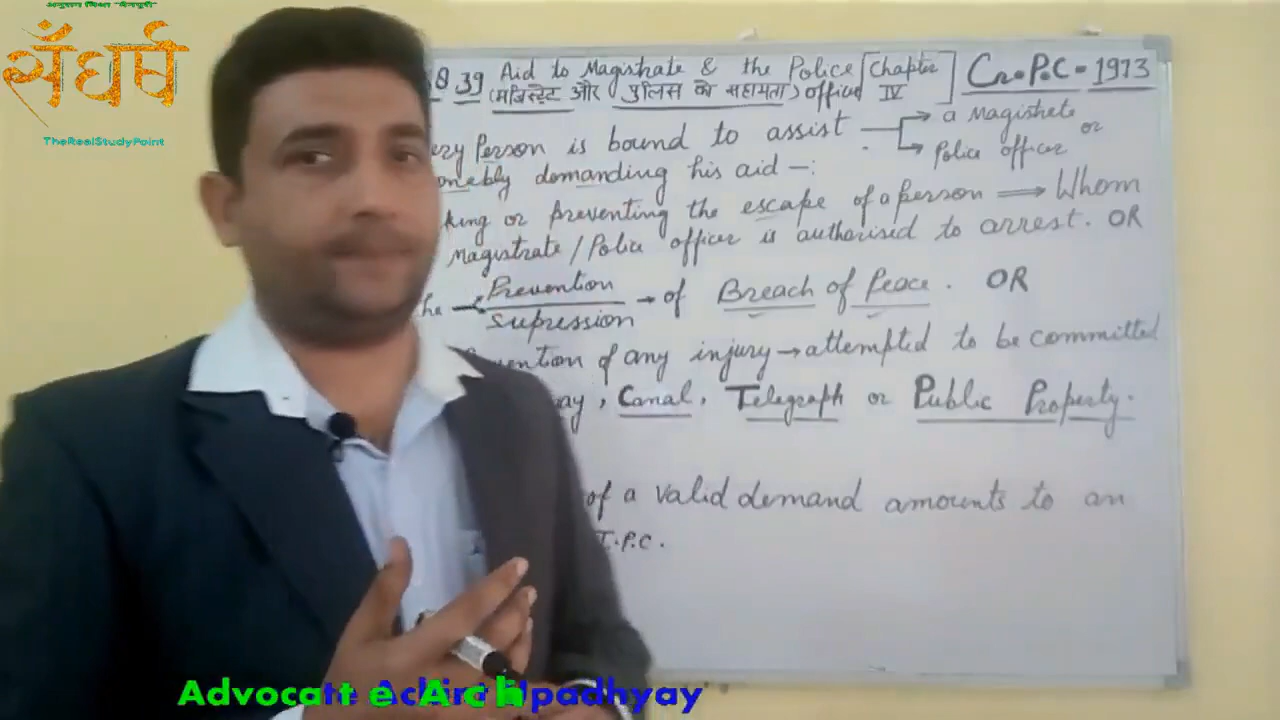 सँघर्ष
TheRealStudyPoint
8 39 Aid to Magistrate & the Police officer [Chapter IV] Cr.P.C - 1973
(मजिस्ट्रेट और पुलिस को सहायता)
Person is bound to assist → a Magistrate or
→ Police officer
demanding his aid —:
or preventing the escape of a person ⟹ Whom
Magistrate / Police officer is authorised to arrest. OR
Prevention
supression → of Breach of Peace. OR
of any injury → attempted to be committed
, Canal, Telegraph or Public Property.
of a valid demand amounts to an
I.P.C.
Advocate
Upadhyay